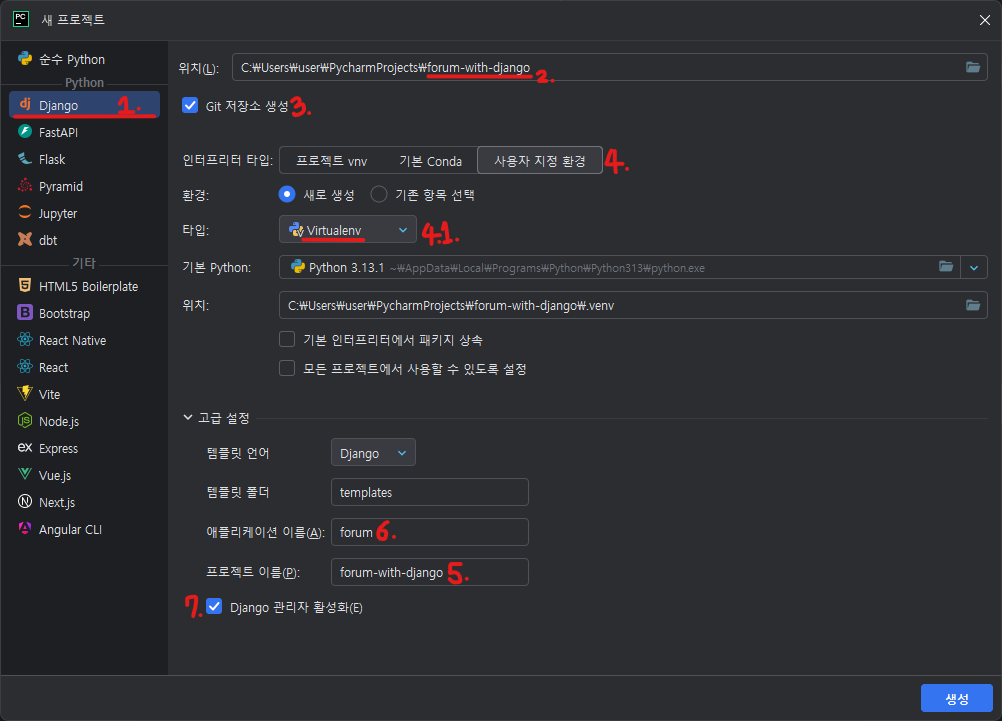 PC 새 프로젝트
순수 Python
Python
dj Django 1.
FastAPI
Flask
Pyramid
Jupyter
dbt
기타
HTML5 Boilerplate
B Bootstrap
React Native
React
Vite
Node.js
ex Express
Vue.js
N Next.js
Angular CLI
위치(L): C:₩Users₩user₩PycharmProjects₩forum-with-django 2.
Git 저장소 생성 3.
인터프리터 타입: 프로젝트 vnv 기본 Conda 사용자 지정 환경 4.
환경: 새로 생성 기존 항목 선택
타입: Virtualenv 4.1.
기본 Python: Python 3.13.1 ~₩AppData₩Local₩Programs₩Python₩Python313₩python.exe
위치: C:₩Users₩user₩PycharmProjects₩forum-with-django₩.venv
기본 인터프리터에서 패키지 상속
모든 프로젝트에서 사용할 수 있도록 설정
고급 설정
템플릿 언어 Django
템플릿 폴더 templates
애플리케이션 이름(A): forum 6.
프로젝트 이름(P): forum-with-django 5.
7. Django 관리자 활성화(E)
생성